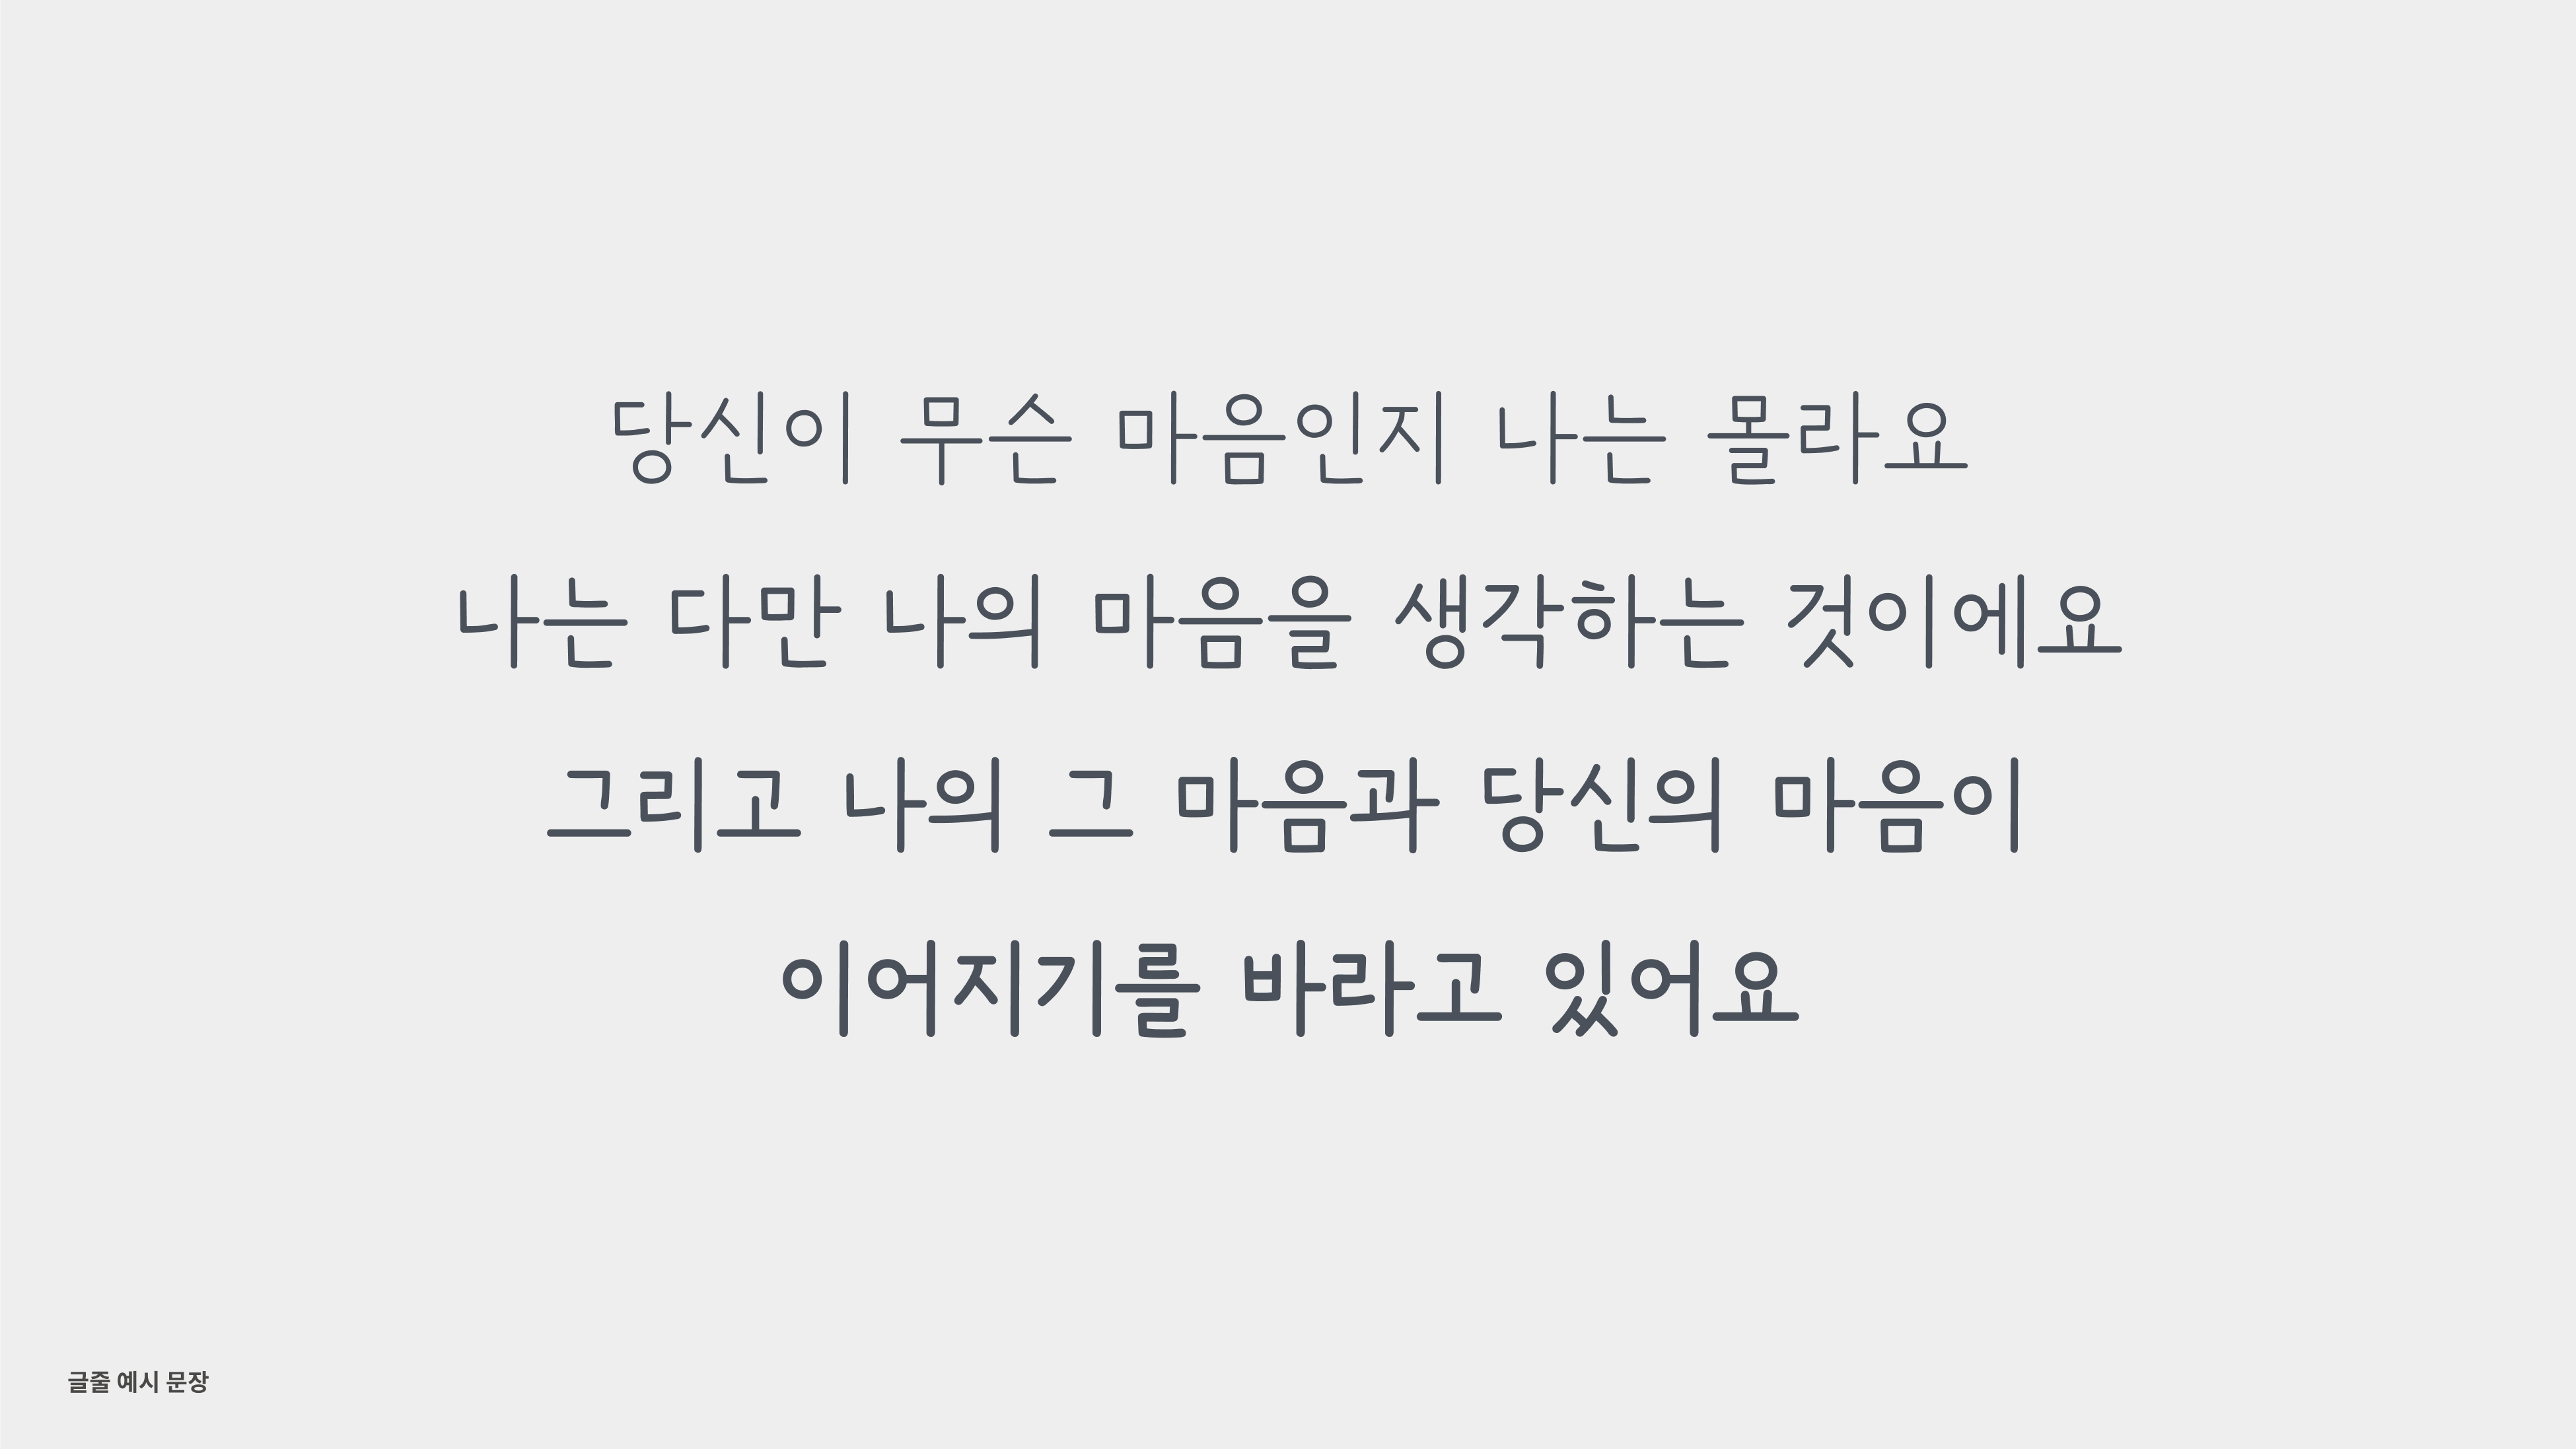 당신이 무슨 마음인지 나는 몰라요
나는 다만 나의 마음을 생각하는 것이에요
그리고 나의 그 마음과 당신의 마음이
이어지기를 바라고 있어요
글줄 예시 문장